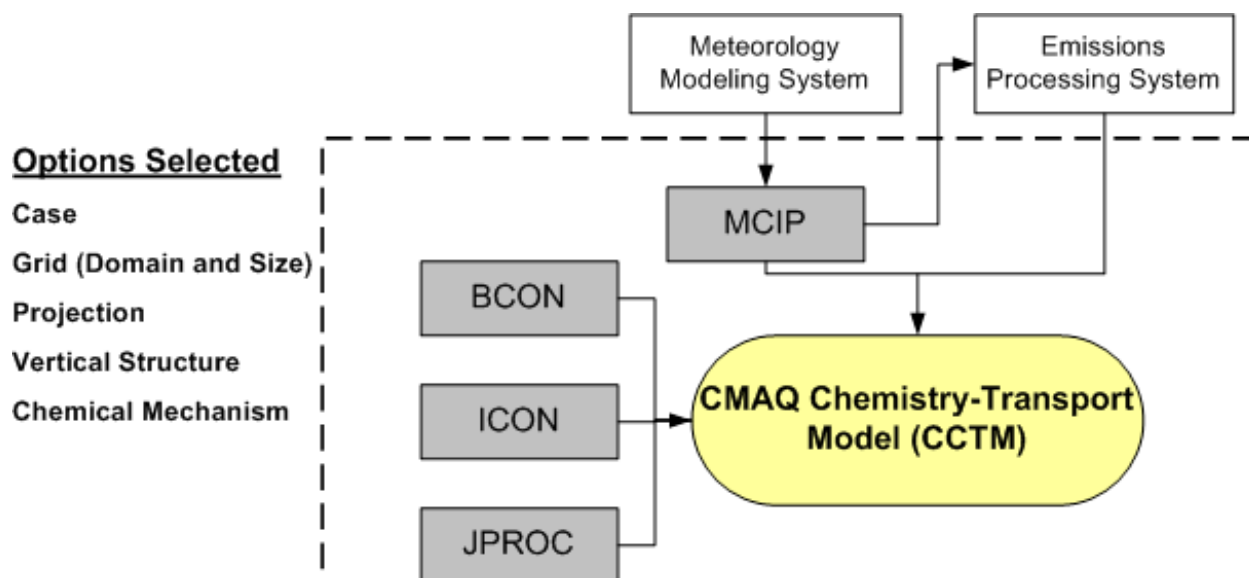 Meteorology
Modeling System
Emissions
Processing System
Options Selected
Case
Grid (Domain and Size)
Projection
Vertical Structure
Chemical Mechanism
MCIP
BCON
ICON
JPROC
CMAQ Chemistry-Transport
Model (CCTM)